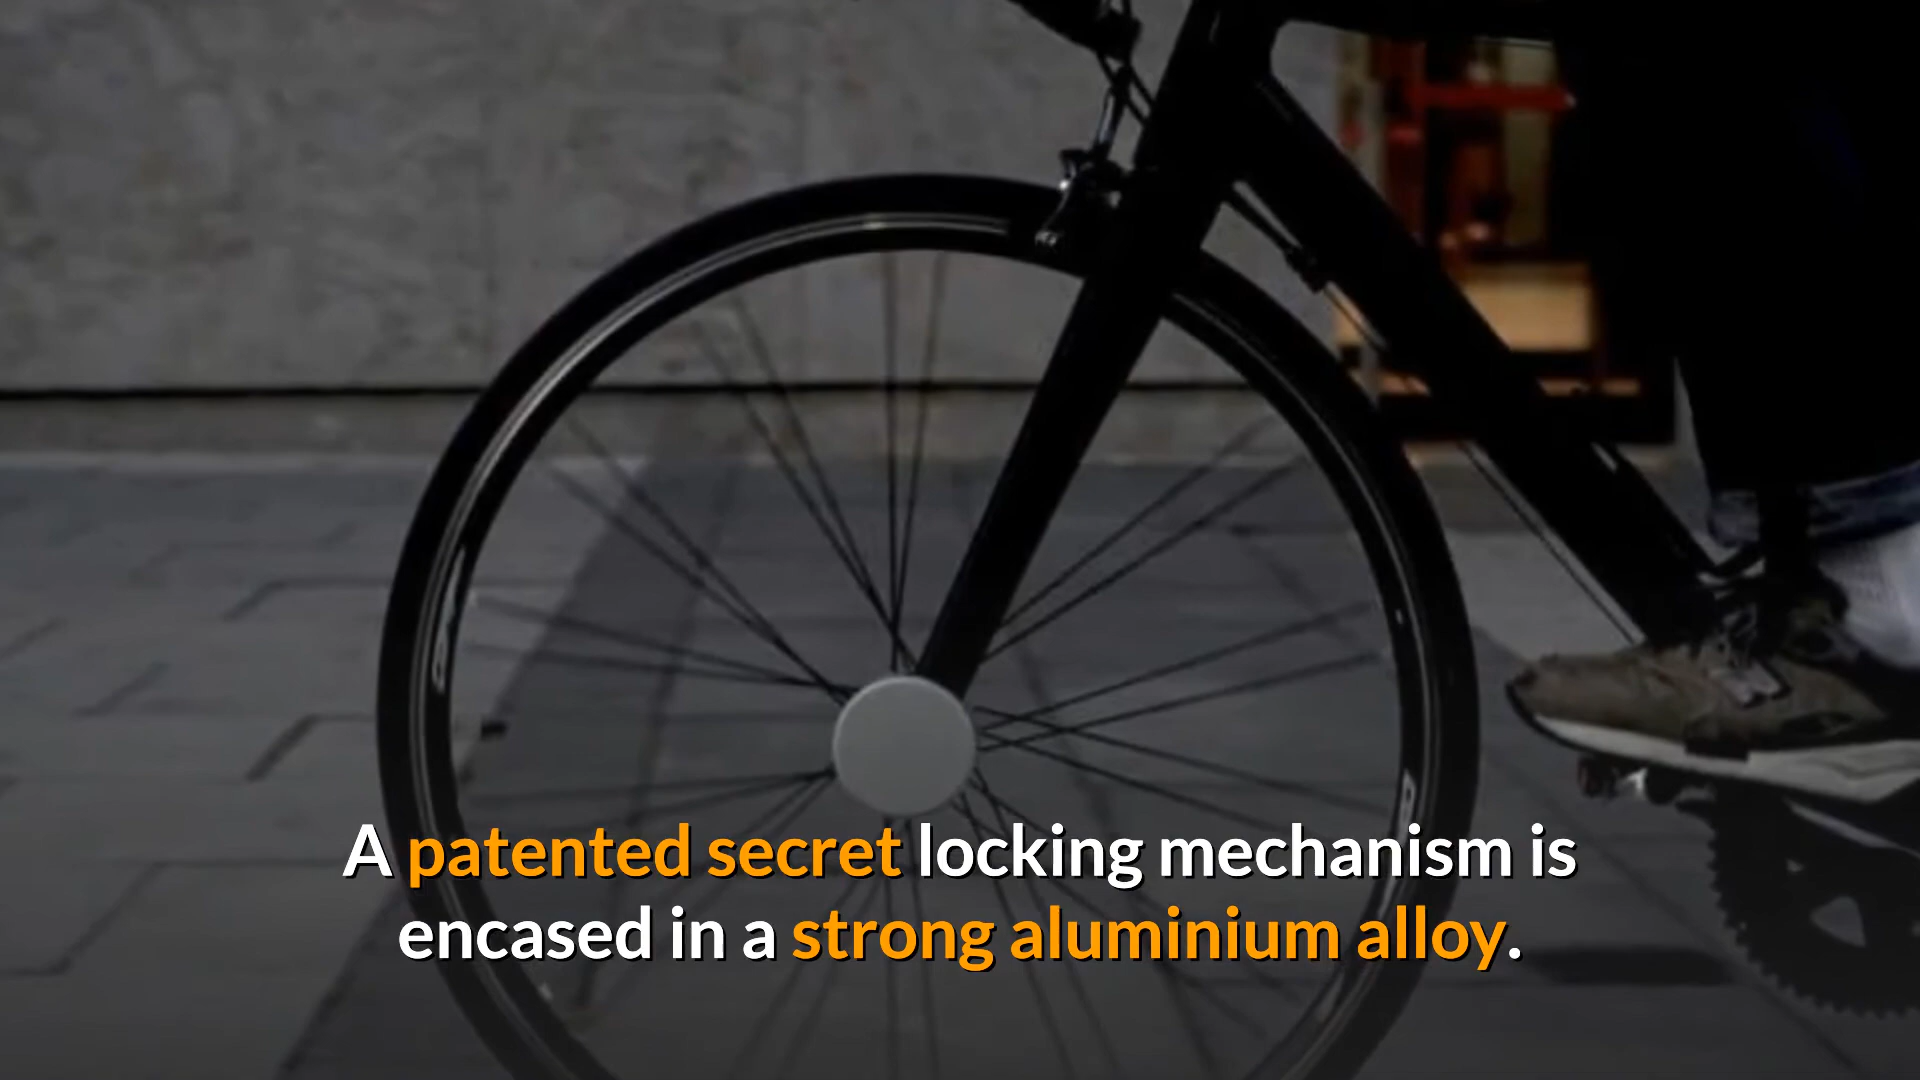 A patented secret locking mechanism is
encased in a strong aluminium alloy.